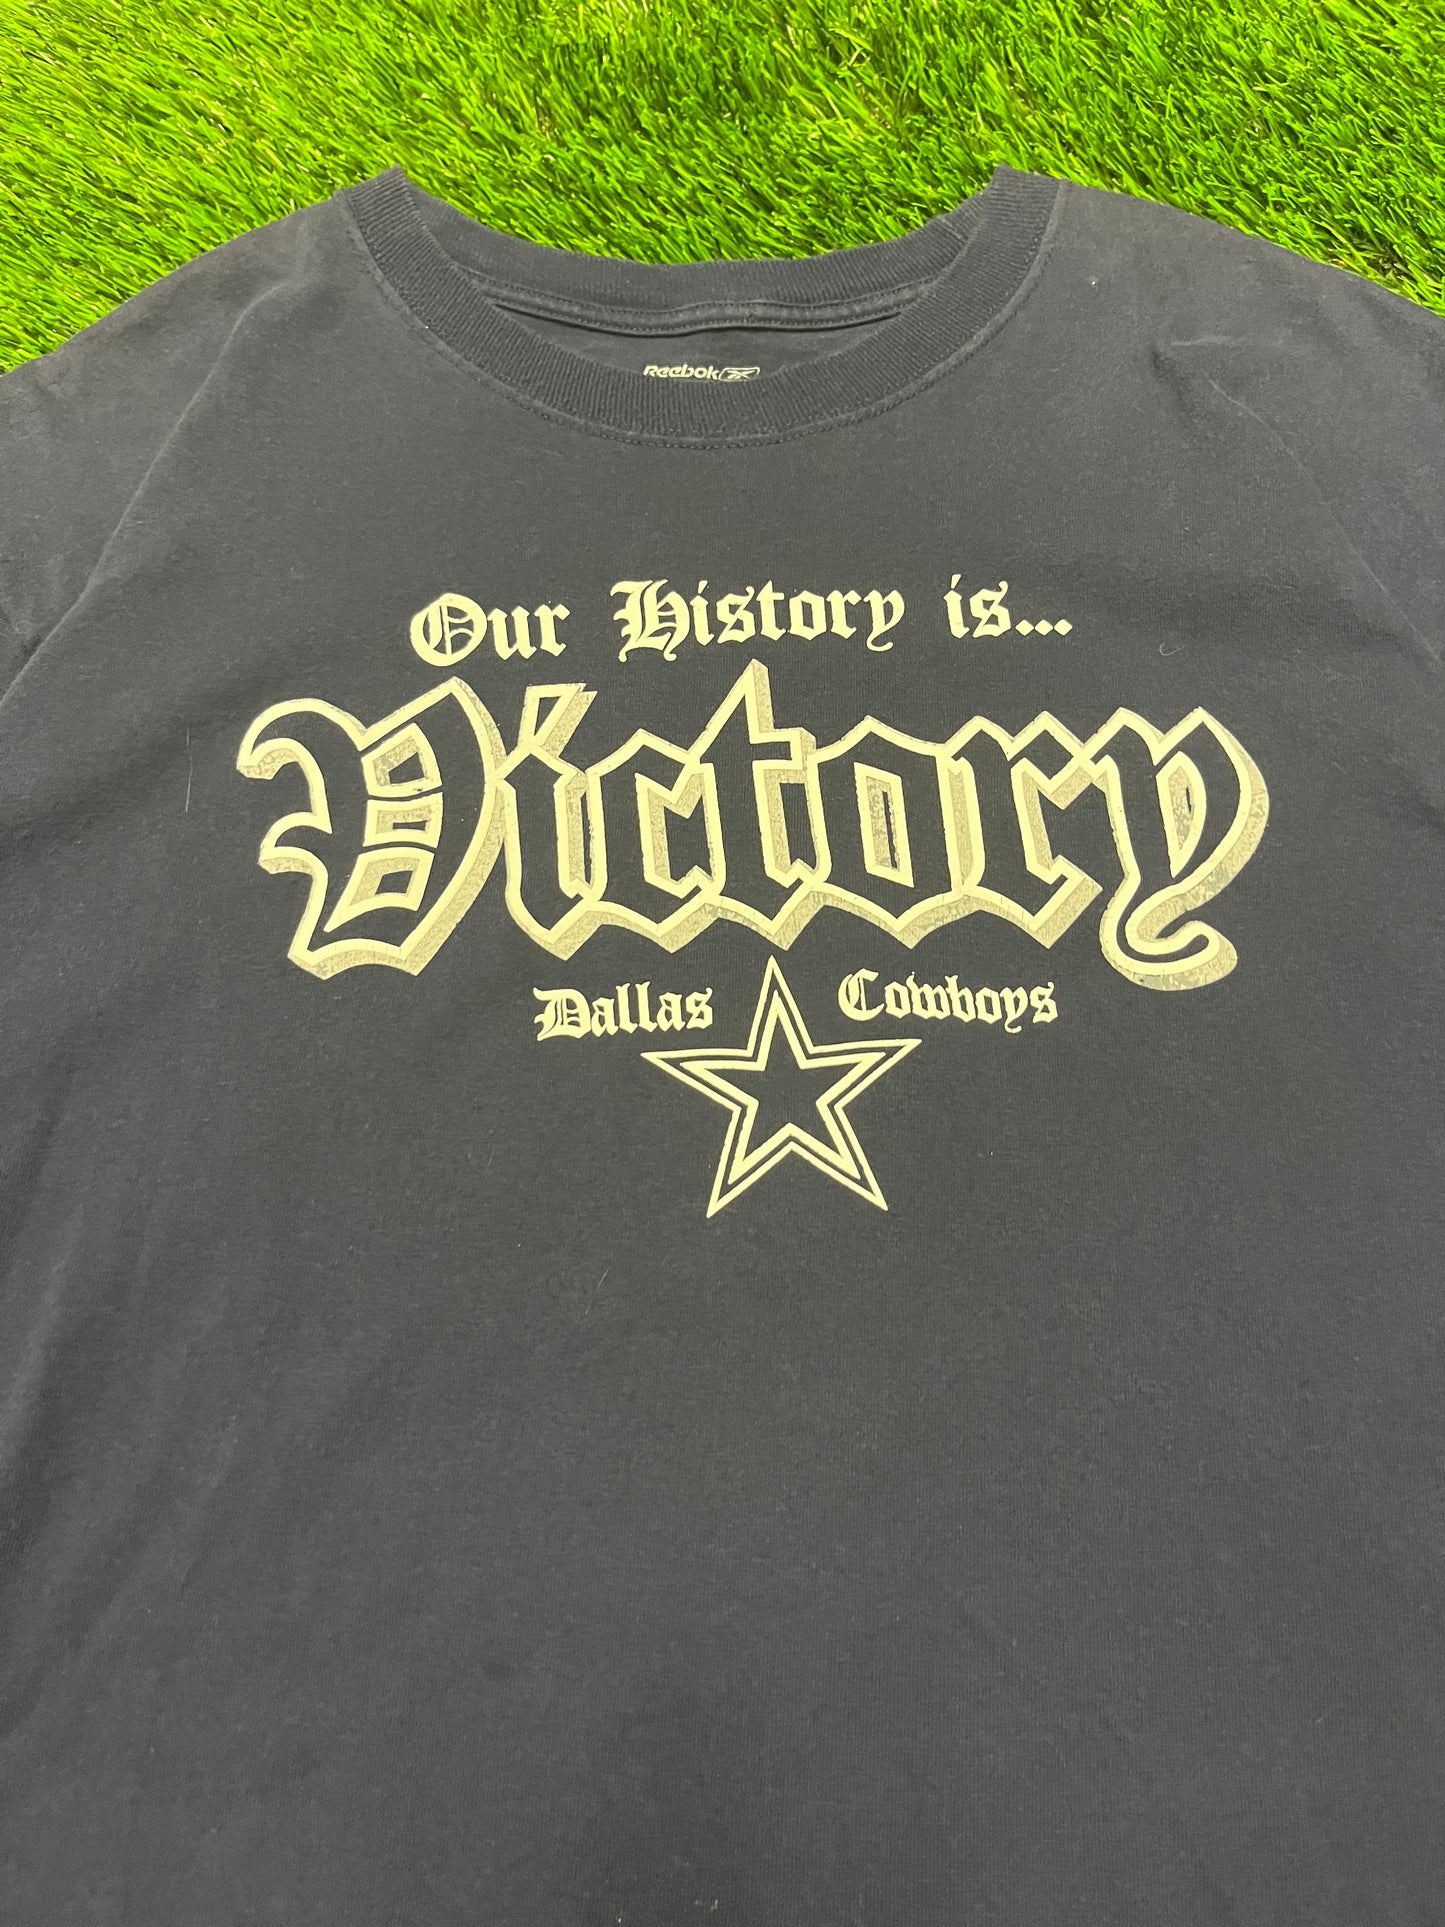 Reebok
Our History is...
Victory
Dallas Cowboys